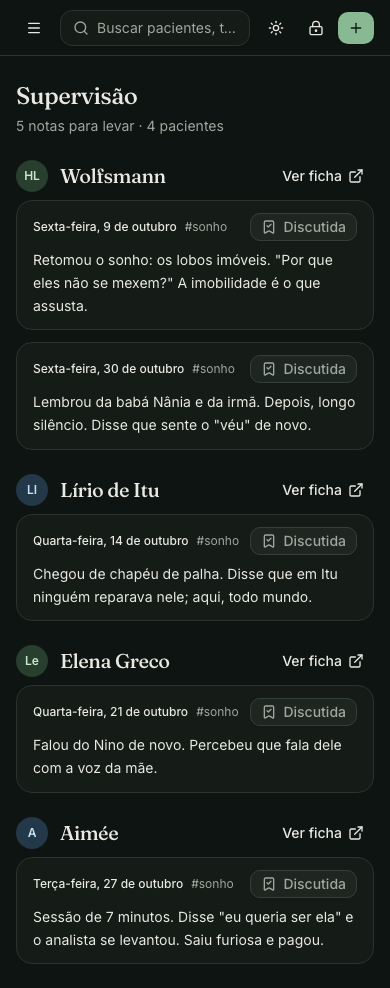 Buscar pacientes, t...
Supervisão
5 notas para levar · 4 pacientes
HL Wolfsmann Ver ficha
Sexta-feira, 9 de outubro #sonho Discutida
Retomou o sonho: os lobos imóveis. "Por que
eles não se mexem?" A imobilidade é o que
assusta.
Sexta-feira, 30 de outubro #sonho Discutida
Lembrou da babá Nânia e da irmã. Depois, longo
silêncio. Disse que sente o "véu" de novo.
LI Lírio de Itu Ver ficha
Quarta-feira, 14 de outubro #sonho Discutida
Chegou de chapéu de palha. Disse que em Itu
ninguém reparava nele; aqui, todo mundo.
Le Elena Greco Ver ficha
Quarta-feira, 21 de outubro #sonho Discutida
Falou do Nino de novo. Percebeu que fala dele
com a voz da mãe.
A Aimée Ver ficha
Terça-feira, 27 de outubro #sonho Discutida
Sessão de 7 minutos. Disse "eu queria ser ela" e
o analista se levantou. Saiu furiosa e pagou.